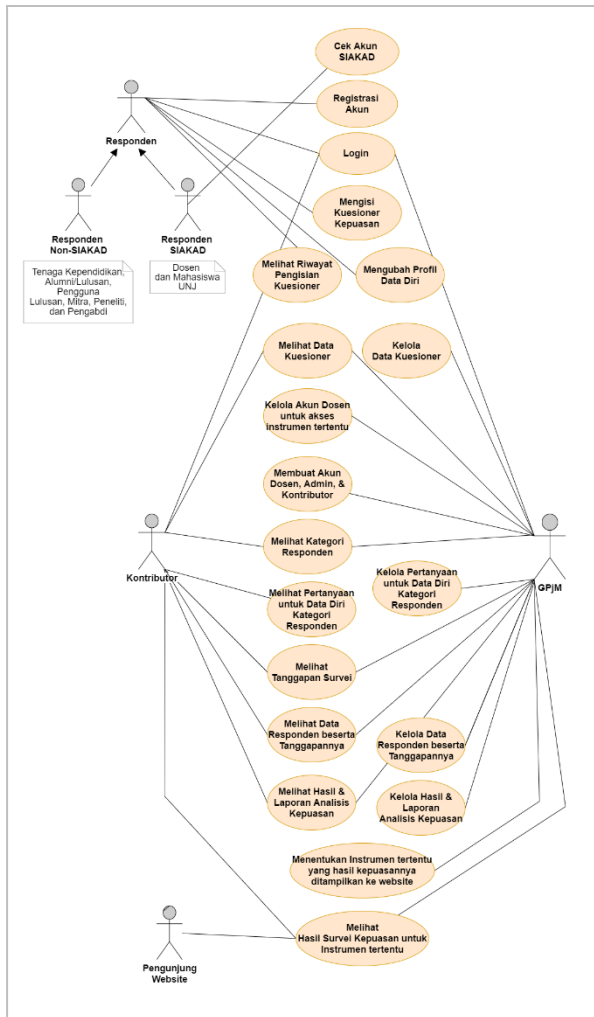 Cek Akun
SIAKAD
Registrasi
Akun
Responden
Login
Mengisi
Kuesioner
Kepuasan
Responden
Non-SIAKAD
Responden
SIAKAD
Tenaga Kependidikan,
Alumni/Lulusan,
Pengguna
Lulusan, Mitra, Peneliti,
dan Pengabdi
Dosen
dan Mahasiswa
UNJ
Melihat Riwayat
Pengisian
Kuesioner
Mengubah Profil
Data Diri
Melihat Data
Kuesioner
Kelola
Data Kuesioner
Kelola Akun Dosen
untuk akses
instrumen tertentu
Membuat Akun
Dosen, Admin, &
Kontributor
Melihat Kategori
Responden
Kontributor
GPjM
Melihat Pertanyaan
untuk Data Diri
Kategori
Responden
Kelola Pertanyaan
untuk Data Diri
Kategori
Responden
Melihat
Tanggapan Survei
Melihat Data
Responden beserta
Tanggapannya
Kelola Data
Responden beserta
Tanggapannya
Melihat Hasil &
Laporan Analisis
Kepuasan
Kelola Hasil &
Laporan
Analisis Kepuasan
Menentukan Instrumen tertentu
yang hasil kepuasannya
ditampilkan ke website
Melihat
Hasil Survei Kepuasan untuk
Instrumen tertentu
Pengunjung
Website